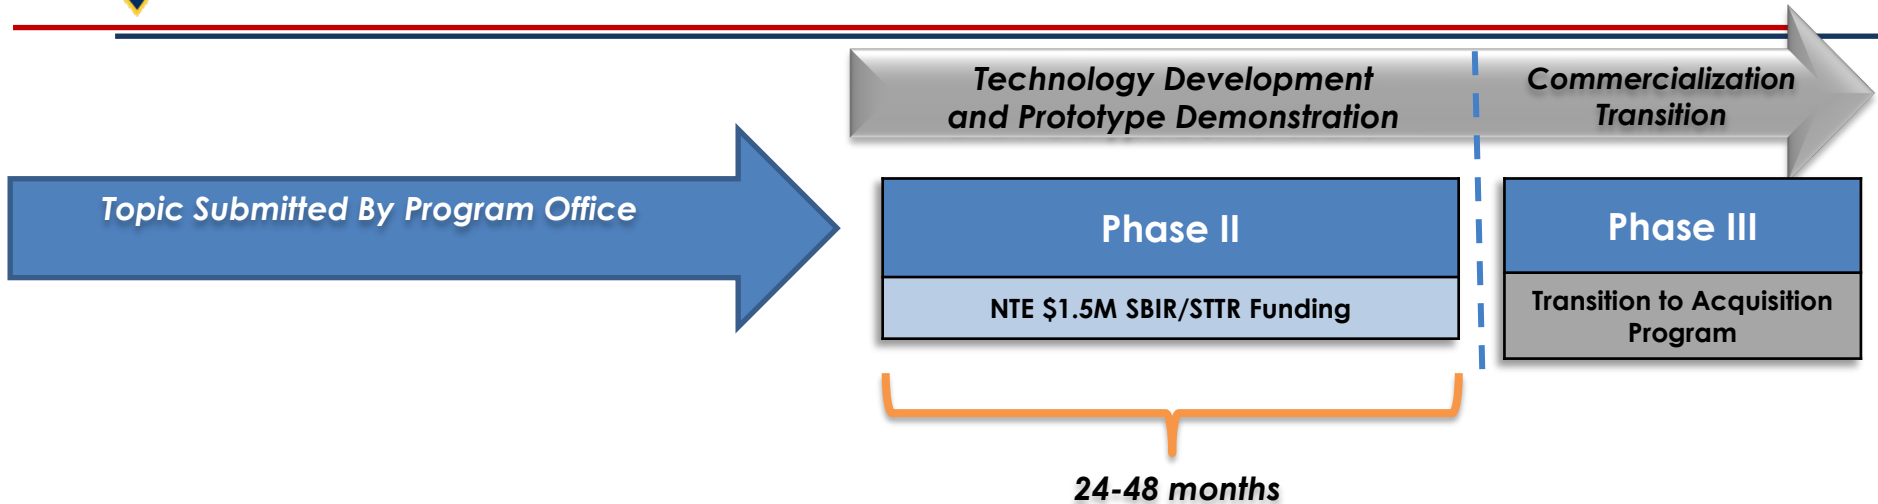 Technology Development
and Prototype Demonstration
Commercialization
Transition
Topic Submitted By Program Office
Phase II
NTE $1.5M SBIR/STTR Funding
Phase III
Transition to Acquisition
Program
24-48 months